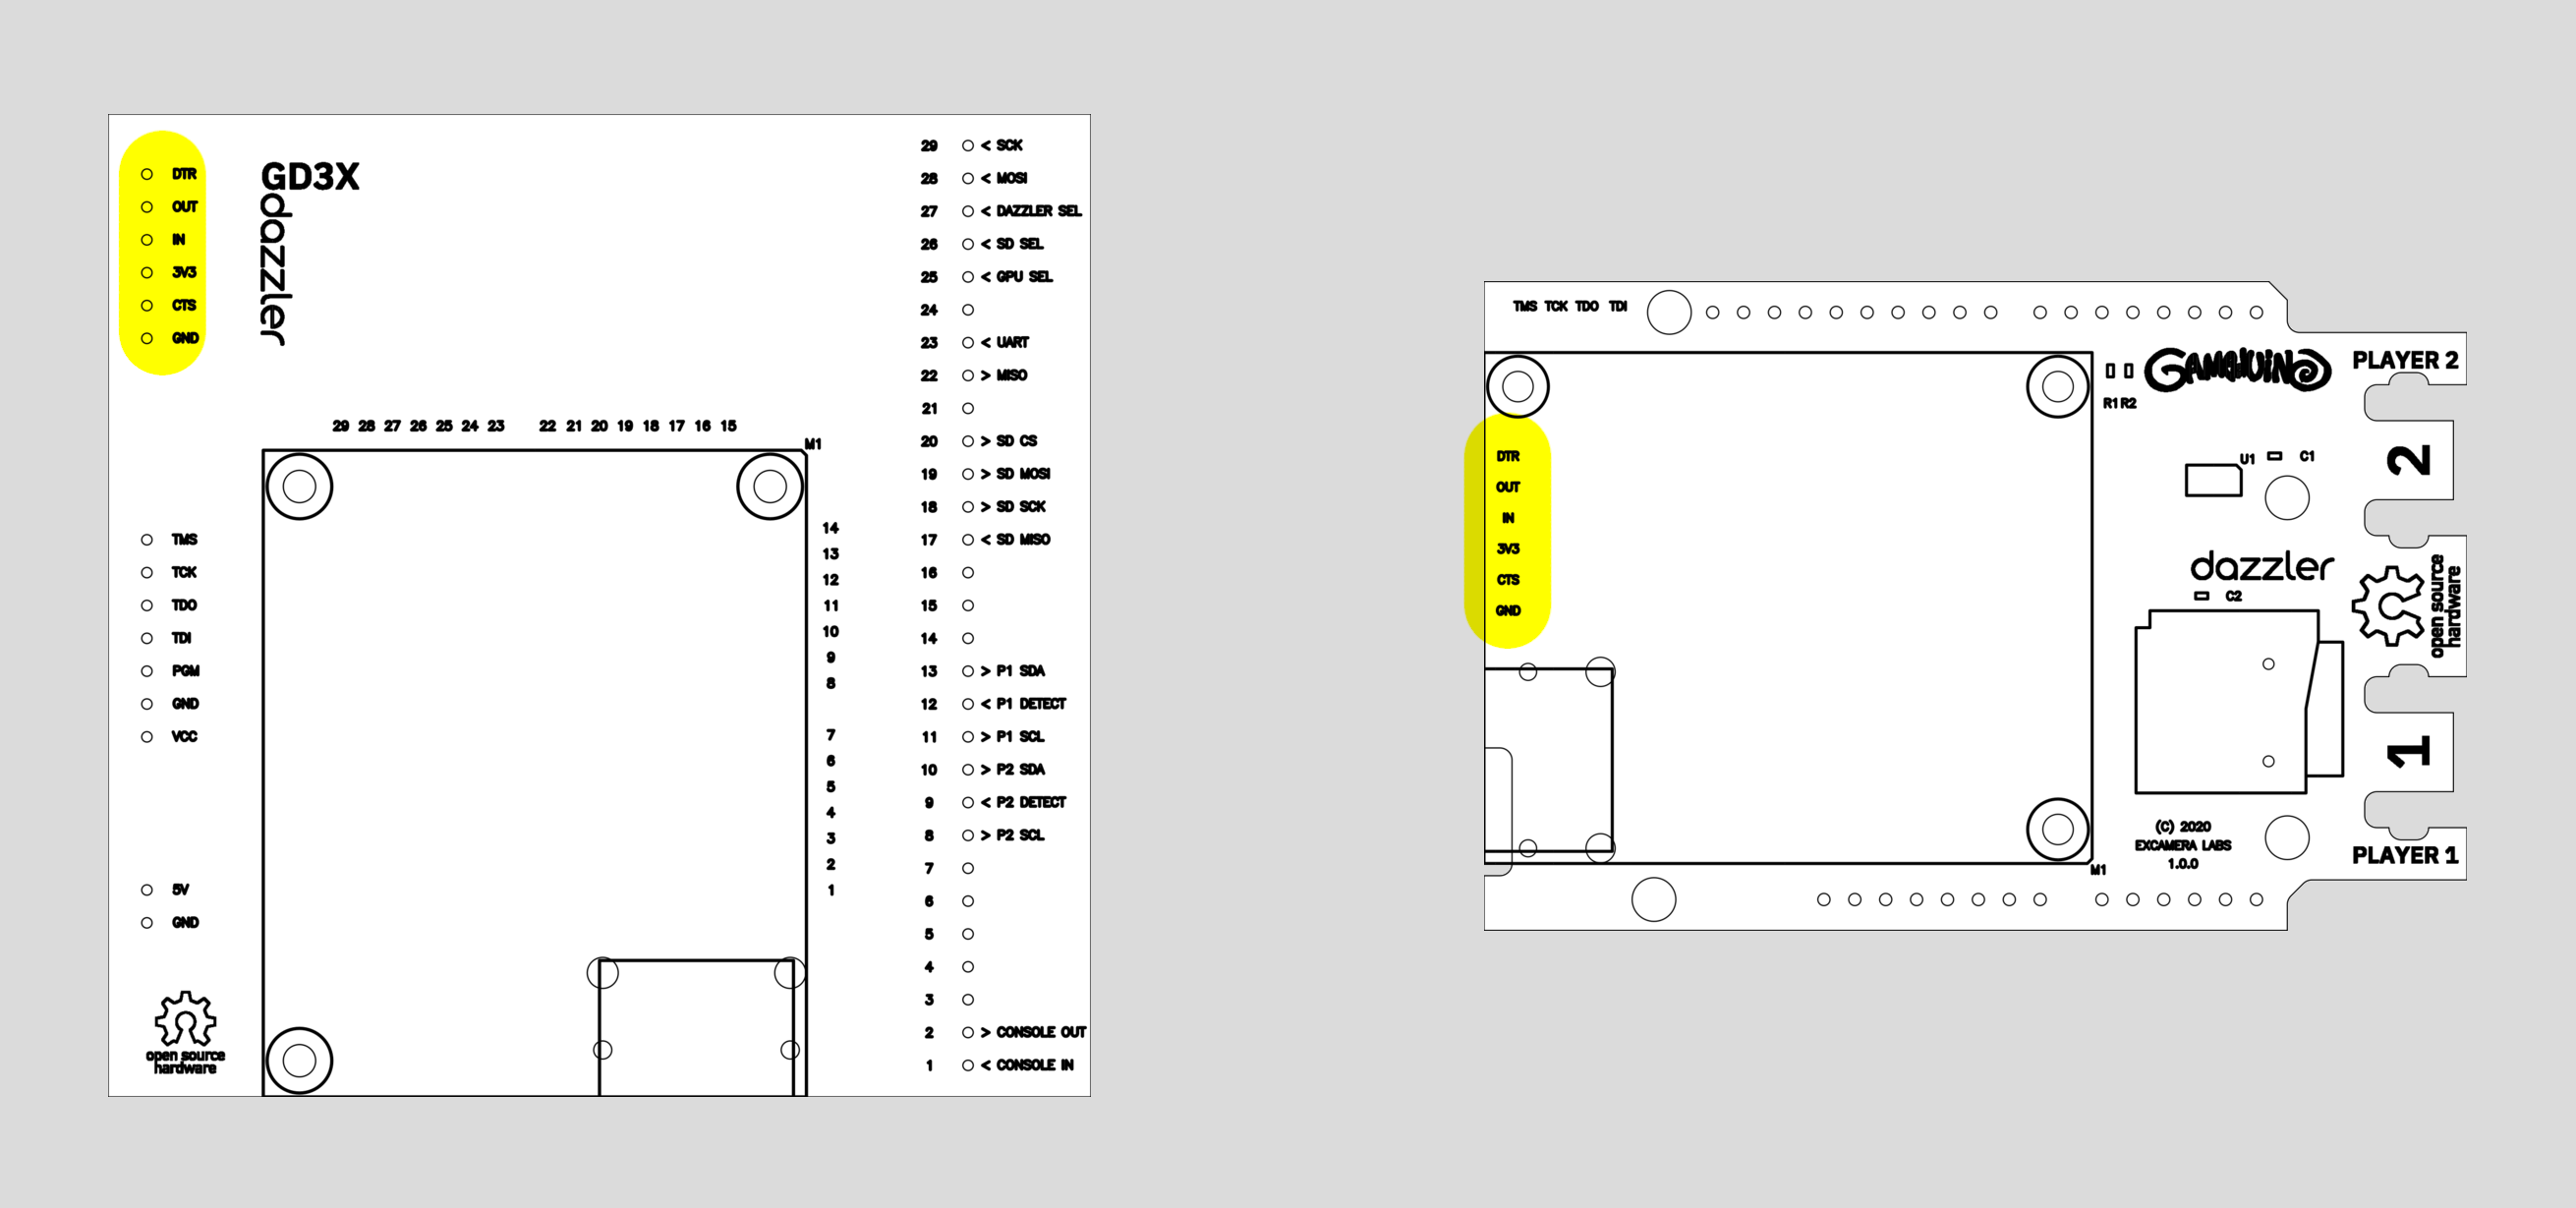 DTR
OUT
IN
3V3
CTS
GND
GD3X
dazzler
29 28 27 26 25 24 23 22 21 20 19 18 17 16 15
M1
14
13
12
11
10
9
8
7
6
5
4
3
2
1
TMS
TCK
TDO
TDI
PGM
GND
VCC
5V
GND
open source
hardware
29 < SCK
28 < MOSI
27 < DAZZLER SEL
26 < SD SEL
25 < GPU SEL
24
23 < UART
22 > MISO
21
20 > SD CS
19 > SD MOSI
18 > SD SCK
17 < SD MISO
16
15
14
13 > P1 SDA
12 < P1 DETECT
11 > P1 SCL
10 > P2 SDA
9 < P2 DETECT
8 > P2 SCL
7
6
5
4
3
2 > CONSOLE OUT
1 < CONSOLE IN
TMS TCK TDO TDI
DTR
OUT
IN
3V3
CTS
GND
R1 R2
GAMEDUINO
PLAYER 2
2
U1
C1
dazzler
C2
open source
hardware
1
(C) 2020
EXCAMERA LABS
1.0.0
M1
PLAYER 1